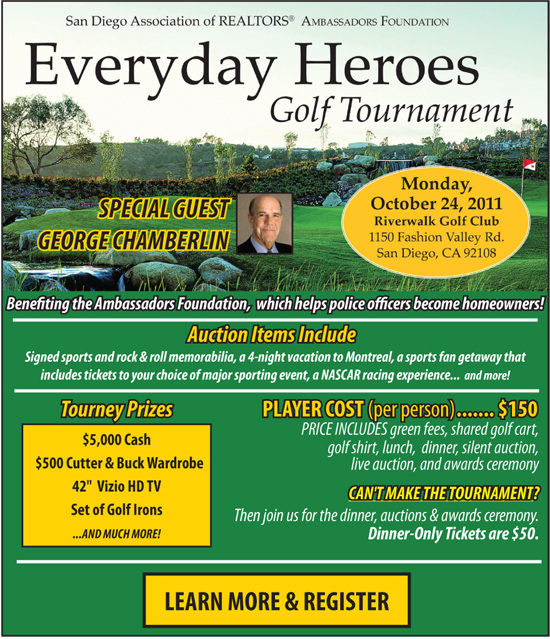 San Diego Association of REALTORS® AMBASSADORS FOUNDATION
Everyday Heroes
Golf Tournament
SPECIAL GUEST
GEORGE CHAMBERLIN
Monday,
October 24, 2011
Riverwalk Golf Club
1150 Fashion Valley Rd.
San Diego, CA 92108
Benefiting the Ambassadors Foundation, which helps police officers become homeowners!
Auction Items Include
Signed sports and rock & roll memorabilia, a 4-night vacation to Montreal, a sports fan getaway that
includes tickets to your choice of major sporting event, a NASCAR racing experience... and more!
Tourney Prizes
$5,000 Cash
$500 Cutter & Buck Wardrobe
42" Vizio HD TV
Set of Golf Irons
...AND MUCH MORE!
PLAYER COST (per person)....... $150
PRICE INCLUDES green fees, shared golf cart,
golf shirt, lunch, dinner, silent auction,
live auction, and awards ceremony
CAN'T MAKE THE TOURNAMENT?
Then join us for the dinner, auctions & awards ceremony.
Dinner-Only Tickets are $50.
LEARN MORE & REGISTER